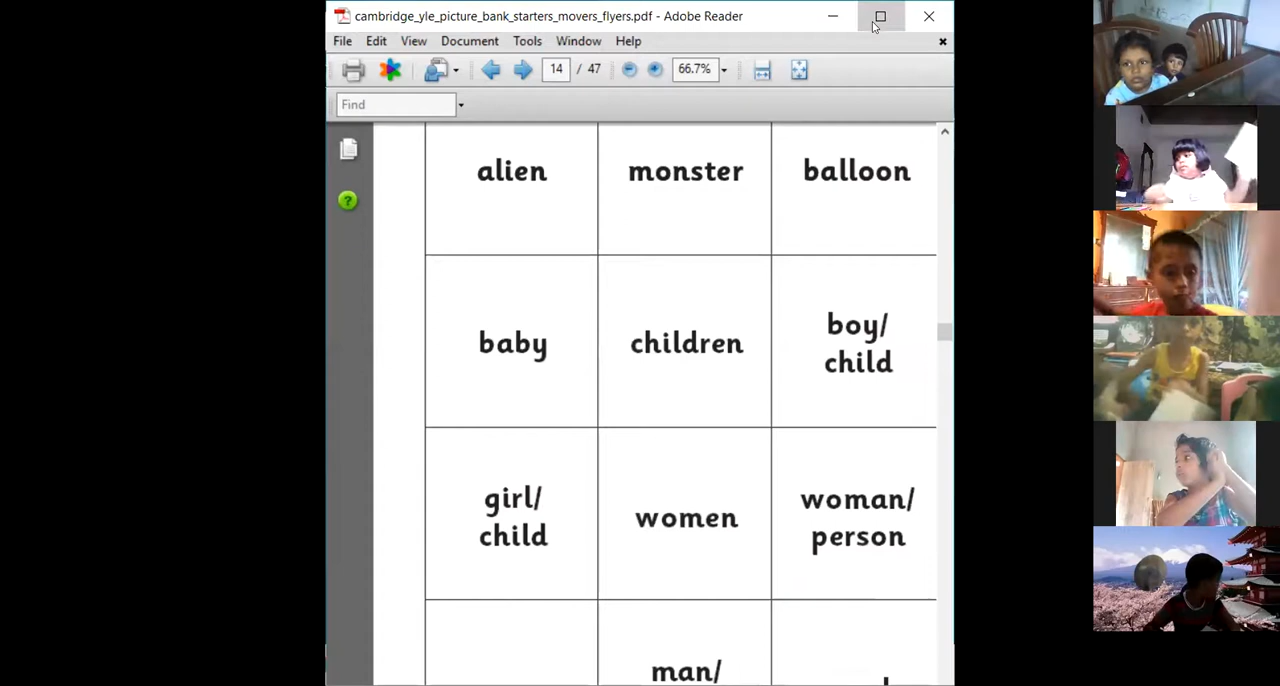 cambridge_yle_picture_bank_starters_movers_flyers.pdf - Adobe Reader
File Edit View Document Tools Window Help
14 / 47 66.7%
Find
alien monster balloon
baby children boy/
child
girl/
child
women
woman/
person
man/